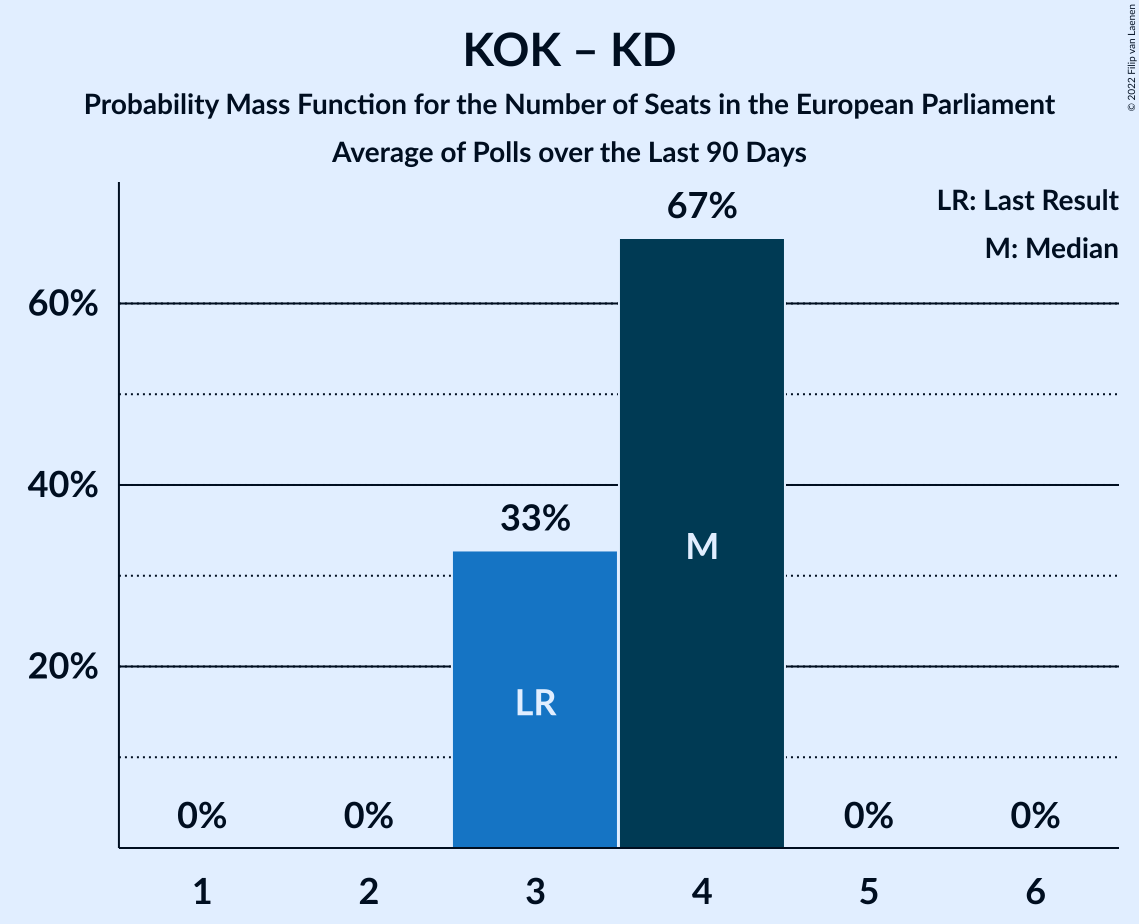 KOK – KD
Probability Mass Function for the Number of Seats in the European Parliament
Average of Polls over the Last 90 Days
© 2022 Filip van Laenen
LR: Last Result
M: Median
67%
60%
40%
33%
M
20%
LR
0%
0%
0%
0%
1
2
3
4
5
6